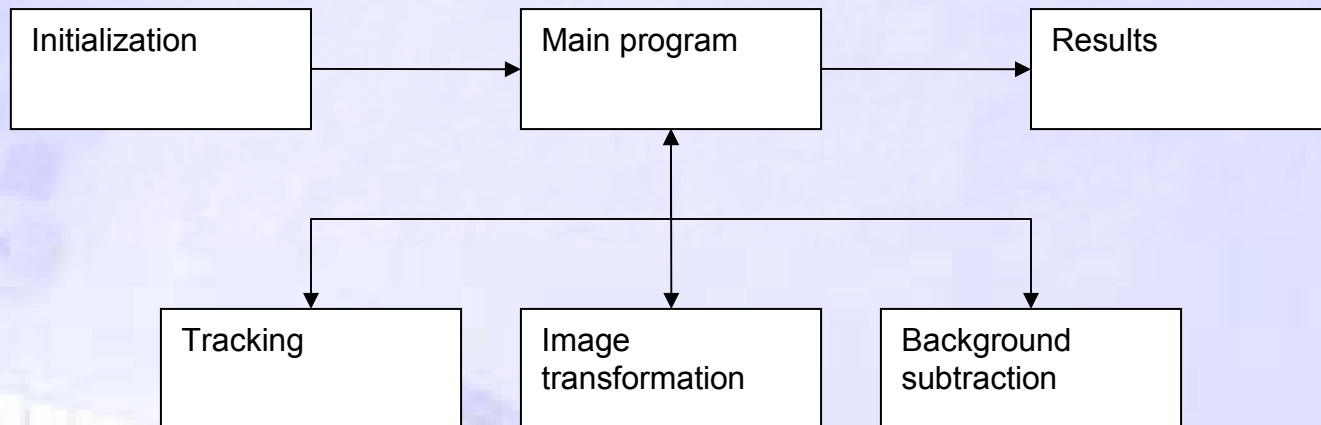 Initialization
Main program
Results
Tracking
Image
transformation
Background
subtraction